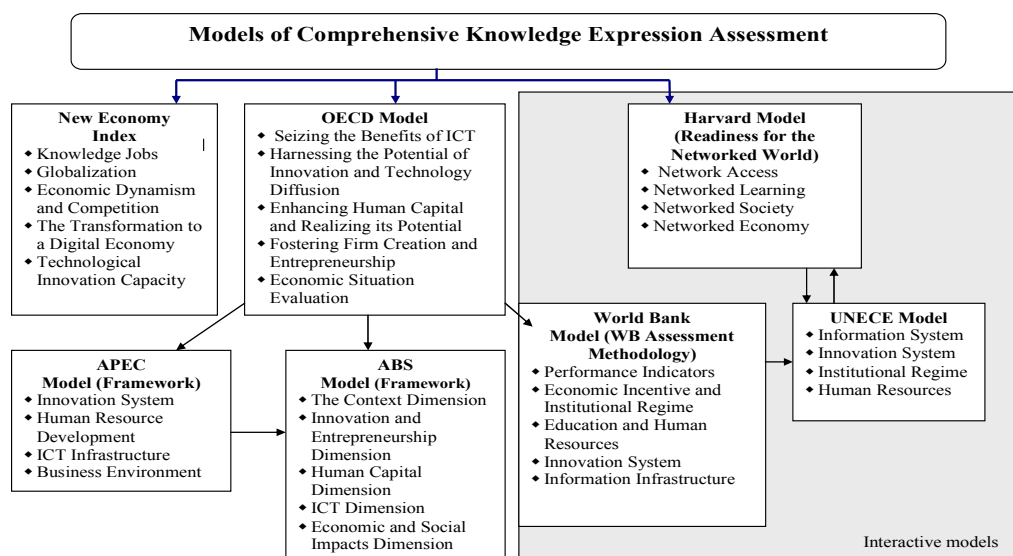 Models of Comprehensive Knowledge Expression Assessment
New Economy
Index
◆ Knowledge Jobs
◆ Globalization
◆ Economic Dynamism
and Competition
◆ The Transformation to
a Digital Economy
◆ Technological
Innovation Capacity
OECD Model
◆ Seizing the Benefits of ICT
◆ Harnessing the Potential of
Innovation and Technology
Diffusion
◆ Enhancing Human Capital
and Realizing its Potential
◆ Fostering Firm Creation and
Entrepreneurship
◆ Economic Situation
Evaluation
Harvard Model
(Readiness for the
Networked World)
◆ Network Access
◆ Networked Learning
◆ Networked Society
◆ Networked Economy
APEC
Model (Framework)
◆ Innovation System
◆ Human Resource
Development
◆ ICT Infrastructure
◆ Business Environment
ABS
Model (Framework)
◆ The Context Dimension
◆ Innovation and
Entrepreneurship
Dimension
◆ Human Capital
Dimension
◆ ICT Dimension
◆ Economic and Social
Impacts Dimension
World Bank
Model (WB Assessment
Methodology)
◆ Performance Indicators
◆ Economic Incentive and
Institutional Regime
◆ Education and Human
Resources
◆ Innovation System
◆ Information Infrastructure
UNECE Model
◆ Information System
◆ Innovation System
◆ Institutional Regime
◆ Human Resources
Interactive models